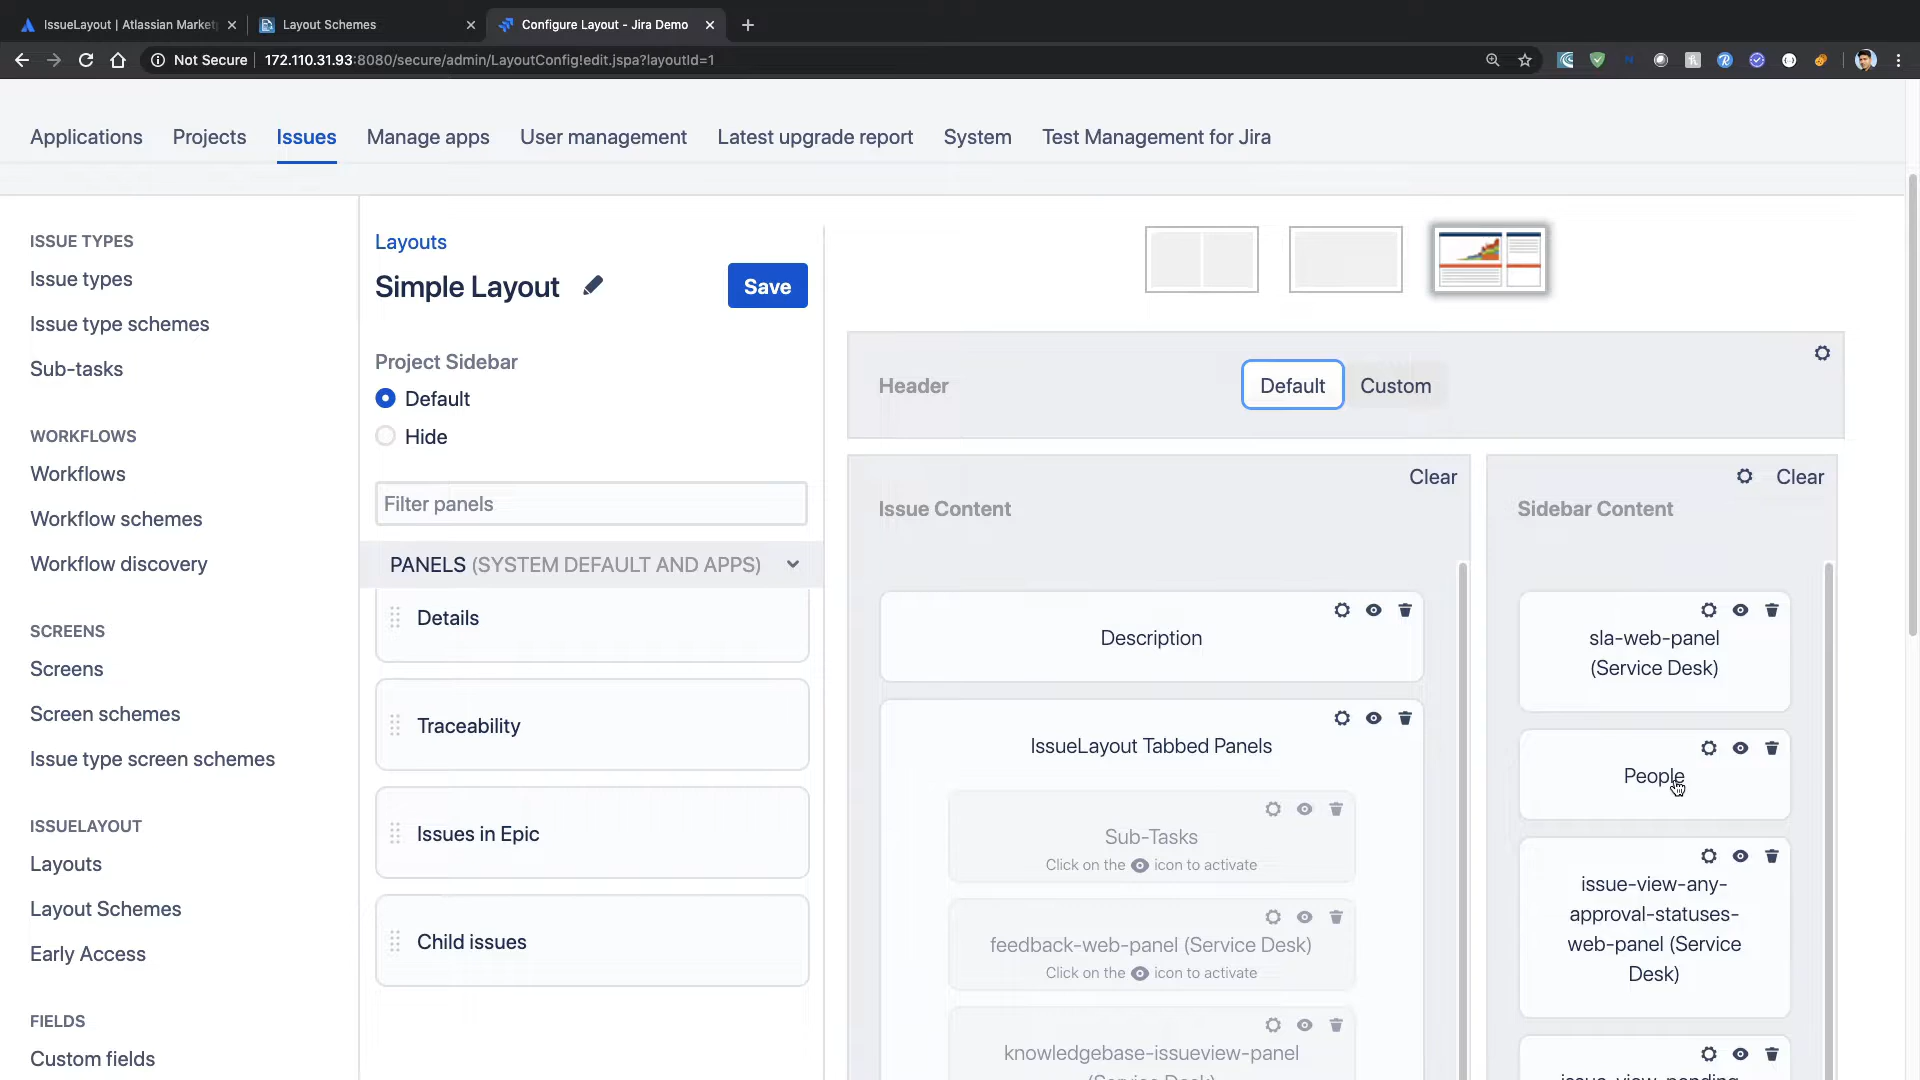 IssueLayout | Atlassian Market
Layout Schemes
Configure Layout - Jira Demo
Not Secure
172.110.31.93:8080/secure/admin/LayoutConfig!edit.jspa?layoutId=1
Applications
Projects
Issues
Manage apps
User management
Latest upgrade report
System
Test Management for Jira
ISSUE TYPES
Issue types
Issue type schemes
Sub-tasks
WORKFLOWS
Workflows
Workflow schemes
Workflow discovery
SCREENS
Screens
Screen schemes
Issue type screen schemes
ISSUELAYOUT
Layouts
Layout Schemes
Early Access
FIELDS
Custom fields
Layouts
Simple Layout
Save
Project Sidebar
Default
Hide
Filter panels
PANELS (SYSTEM DEFAULT AND APPS)
Details
Traceability
Issues in Epic
Child issues
Header
Default
Custom
Clear
Issue Content
Description
IssueLayout Tabbed Panels
Sub-Tasks
Click on the icon to activate
feedback-web-panel (Service Desk)
Click on the icon to activate
knowledgebase-issueview-panel
(Service Desk)
Clear
Sidebar Content
sla-web-panel
(Service Desk)
People
issue-view-any-
approval-statuses-
web-panel (Service
Desk)
issue-view-pending-